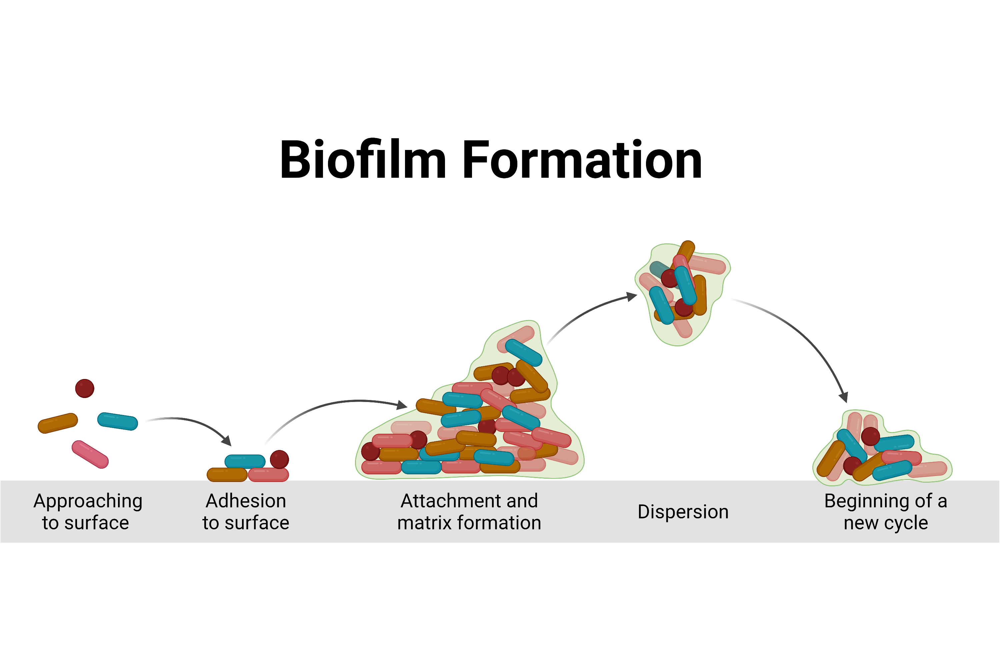 Biofilm Formation
Approaching
to surface
Adhesion
to surface
Attachment and
matrix formation
Dispersion
Beginning of a
new cycle